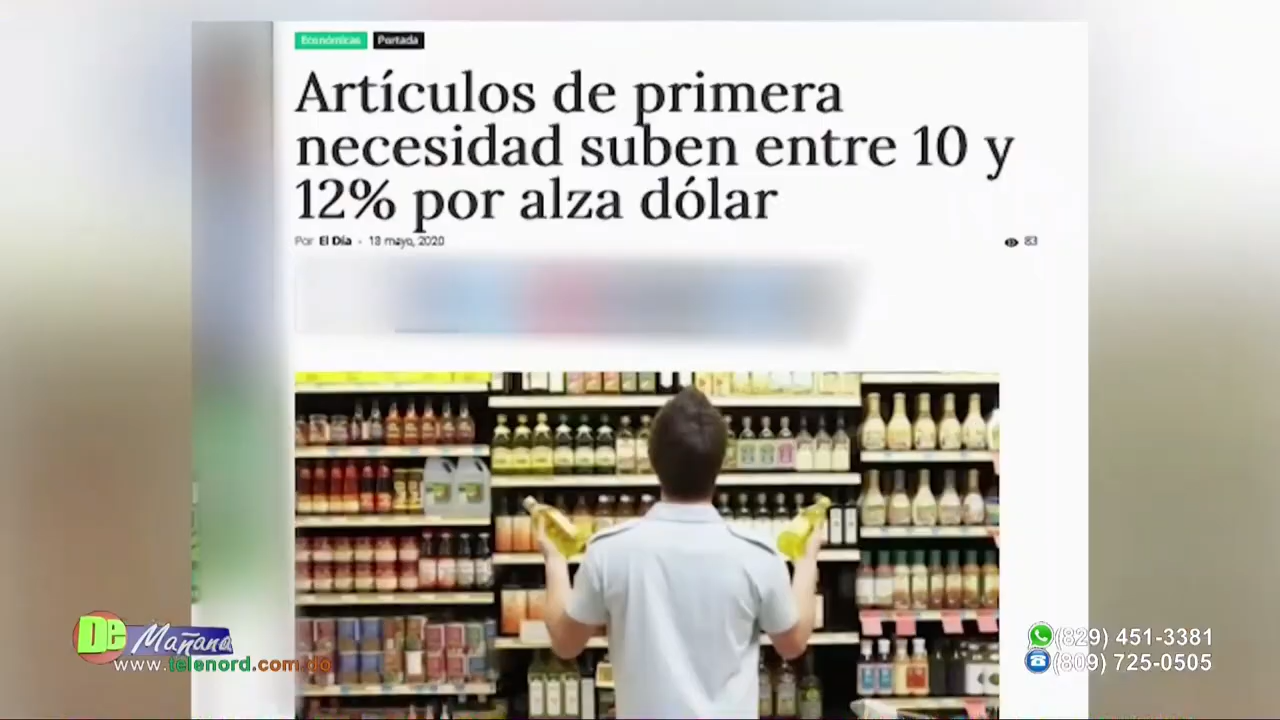 Económicas Portada
Artículos de primera
necesidad suben entre 10 y
12% por alza dólar
Por El Día - 13 mayo, 2020 83
De Mañana
www.telenord.com.do
(829) 451-3381
(809) 725-0505